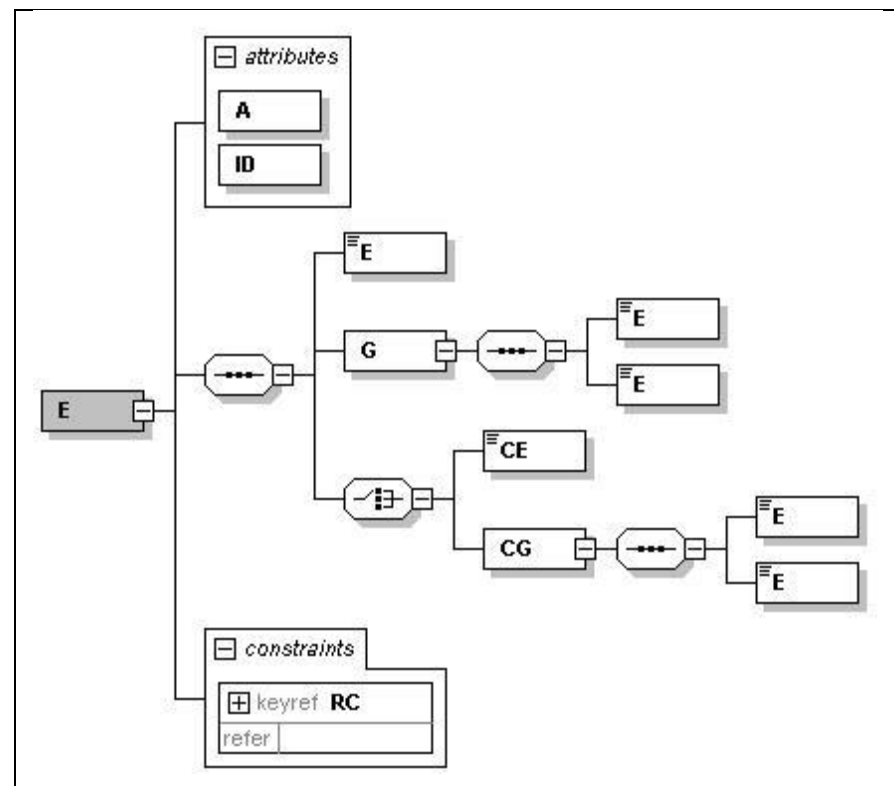 attributes
A
ID
E
G
E
E
E
CE
CG
E
E
constraints
keyref RC
refer